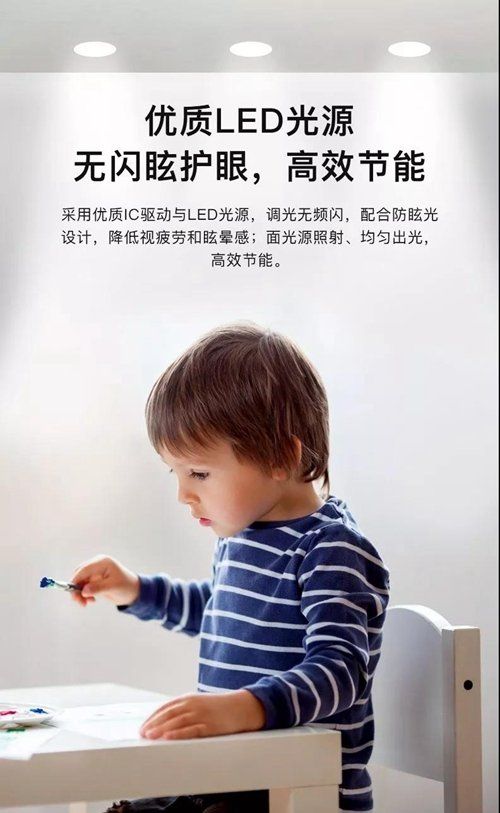 优质LED光源
无闪眩护眼，高效节能
采用优质IC驱动与LED光源，调光无频闪，配合防眩光
设计，降低视疲劳和眩晕感；面光源照射、均匀出光，
高效节能。